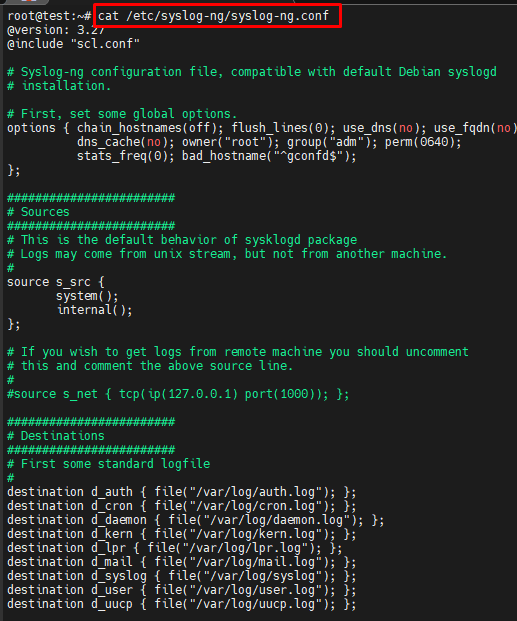 root@test:~# cat /etc/syslog-ng/syslog-ng.conf
@version: 3.27
@include "scl.conf"

# Syslog-ng configuration file, compatible with default Debian syslogd
# installation.

# First, set some global options.
options { chain_hostnames(off); flush_lines(0); use_dns(no); use_fqdn(no)
          dns_cache(no); owner("root"); group("adm"); perm(0640);
          stats_freq(0); bad_hostname("^gconfd$");
};

########################
# Sources
########################
# This is the default behavior of sysklogd package
# Logs may come from unix stream, but not from another machine.
#
source s_src {
       system();
       internal();
};

# If you wish to get logs from remote machine you should uncomment
# this and comment the above source line.
#
#source s_net { tcp(ip(127.0.0.1) port(1000)); };

########################
# Destinations
########################
# First some standard logfile
#
destination d_auth { file("/var/log/auth.log"); };
destination d_cron { file("/var/log/cron.log"); };
destination d_daemon { file("/var/log/daemon.log"); };
destination d_kern { file("/var/log/kern.log"); };
destination d_lpr { file("/var/log/lpr.log"); };
destination d_mail { file("/var/log/mail.log"); };
destination d_syslog { file("/var/log/syslog"); };
destination d_user { file("/var/log/user.log"); };
destination d_uucp { file("/var/log/uucp.log"); };